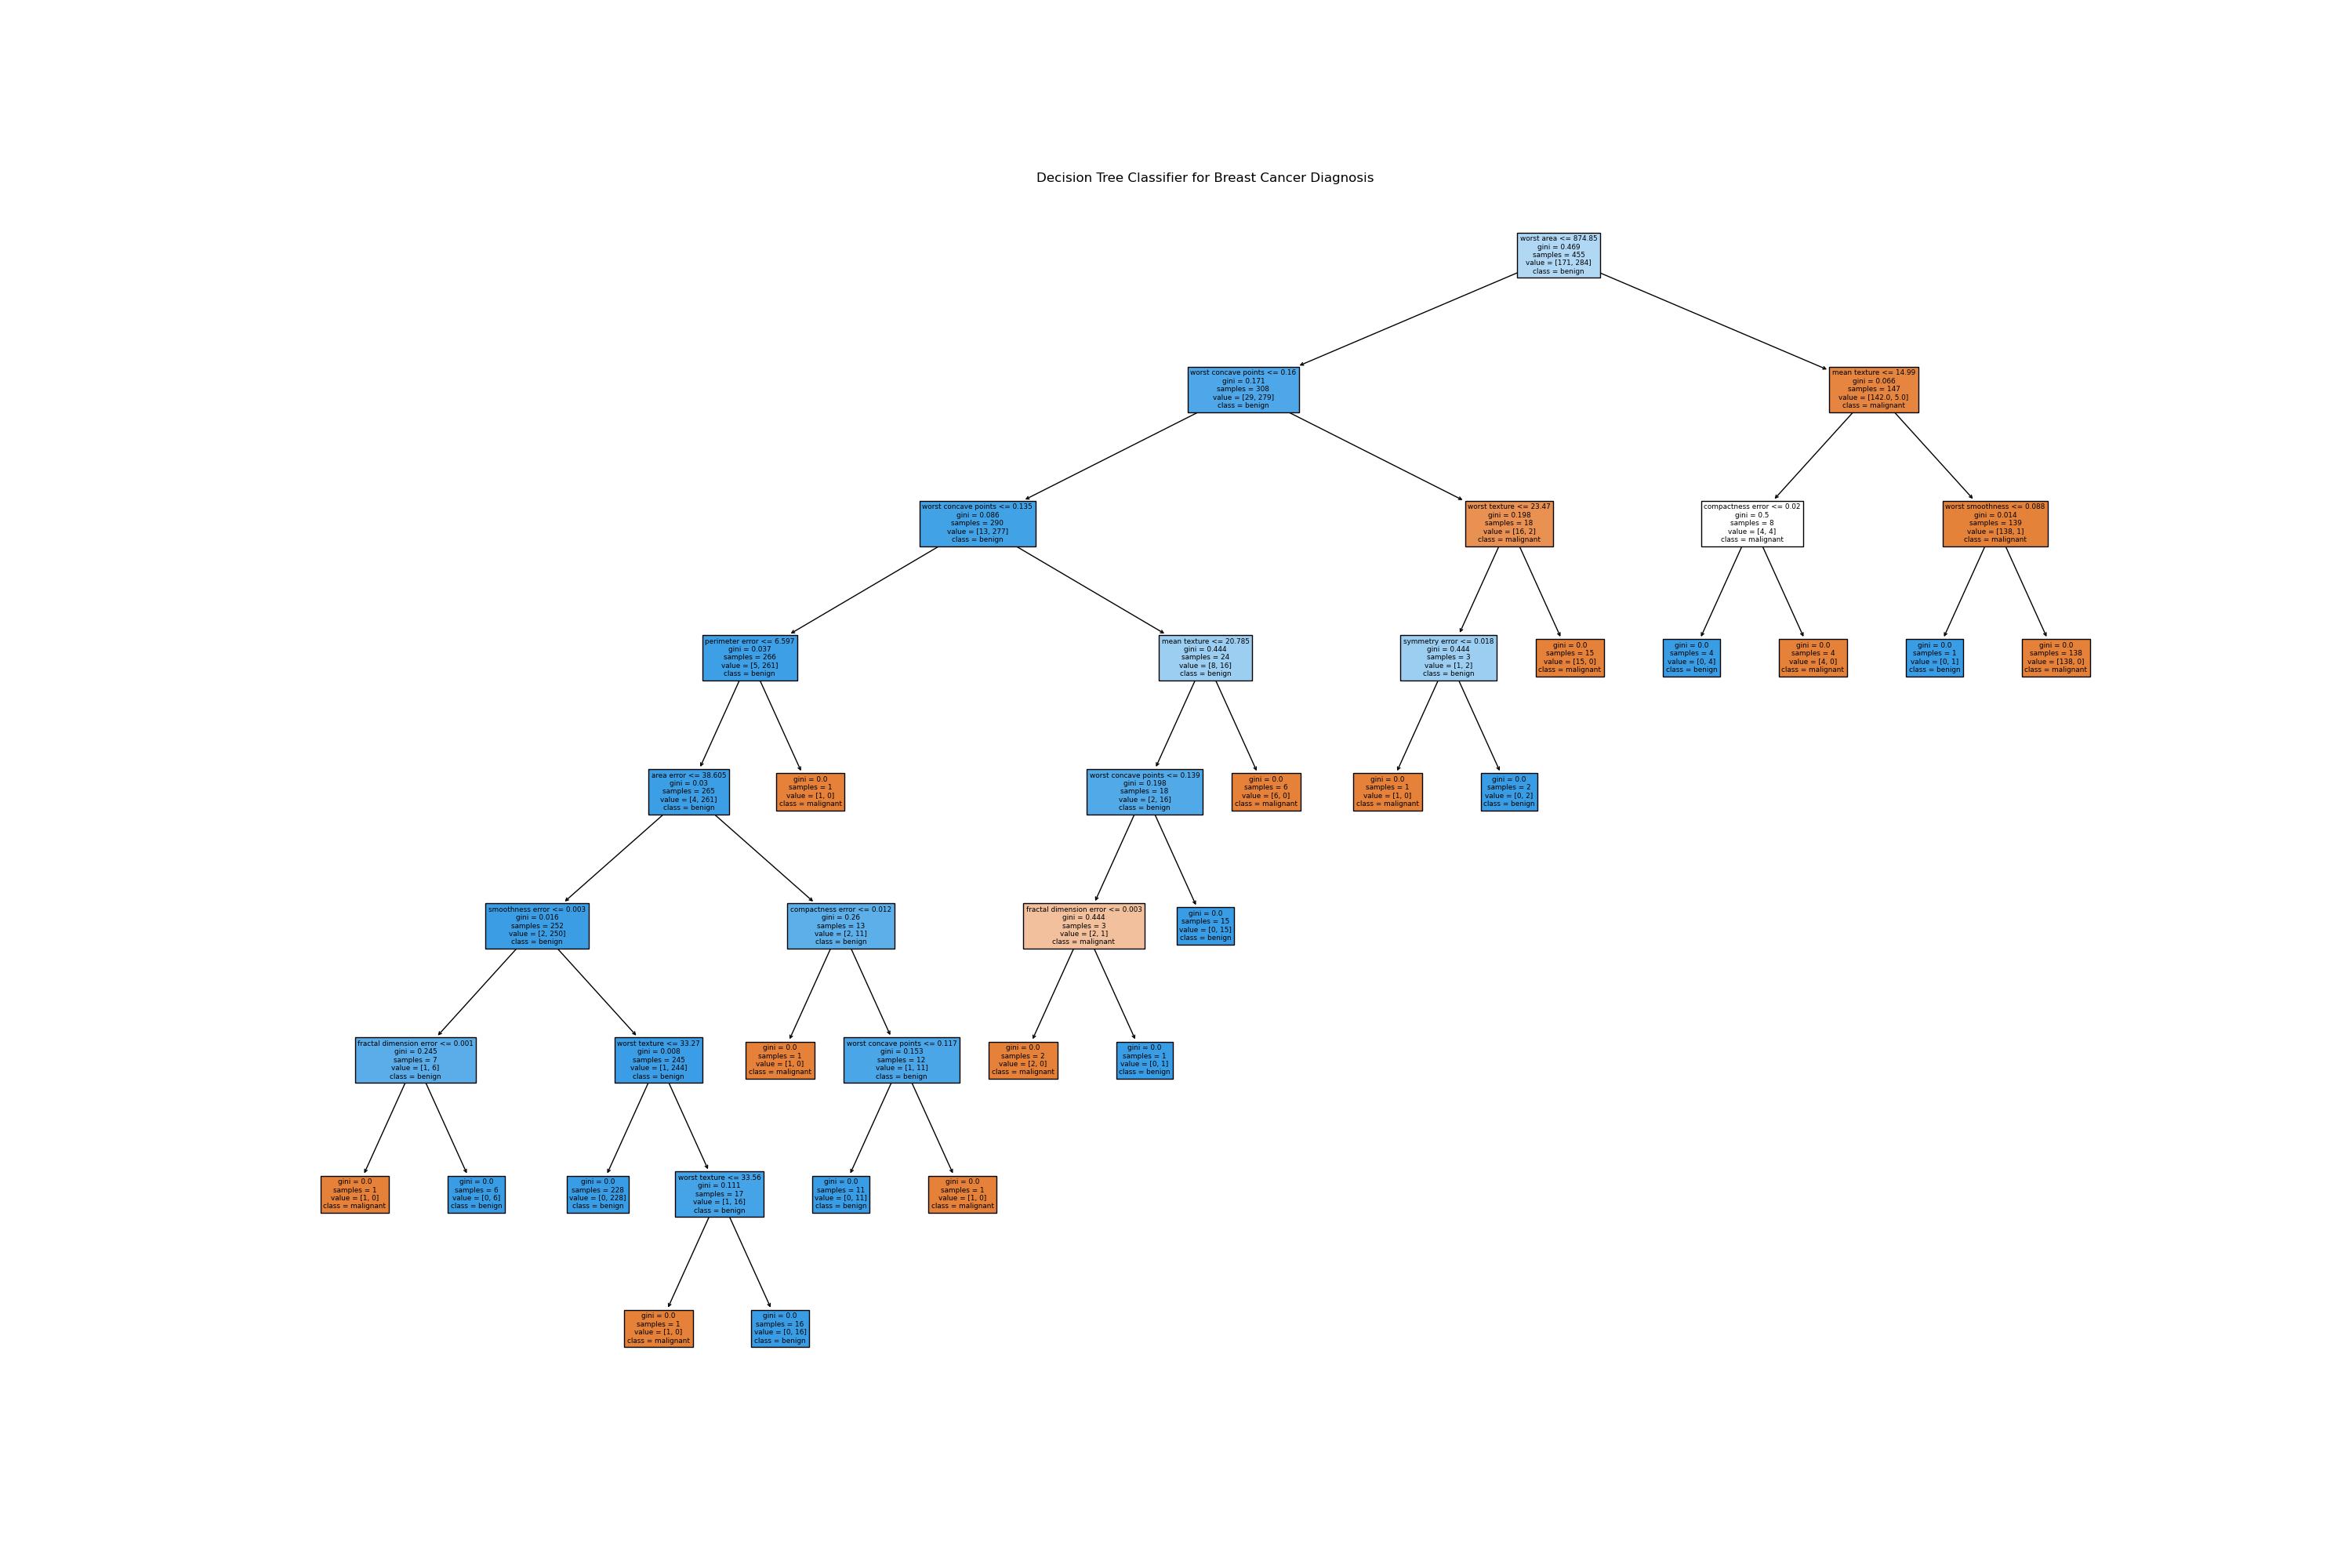 Decision Tree Classifier for Breast Cancer Diagnosis
worst area <= 874.85
gini = 0.469
samples = 455
value = [171, 284]
class = benign
worst concave points <= 0.16
gini = 0.171
samples = 308
value = [29, 279]
class = benign
mean texture <= 14.99
gini = 0.066
samples = 147
value = [142.0, 5.0]
class = malignant
worst concave points <= 0.135
gini = 0.086
samples = 290
value = [13, 277]
class = benign
worst texture <= 23.47
gini = 0.198
samples = 18
value = [16, 2]
class = malignant
compactness error <= 0.02
gini = 0.5
samples = 8
value = [4, 4]
class = malignant
worst smoothness <= 0.088
gini = 0.014
samples = 139
value = [138, 1]
class = malignant
perimeter error <= 6.597
gini = 0.037
samples = 266
value = [5, 261]
class = benign
mean texture <= 20.785
gini = 0.444
samples = 24
value = [8, 16]
class = benign
symmetry error <= 0.018
gini = 0.444
samples = 3
value = [1, 2]
class = benign
gini = 0.0
samples = 15
value = [15, 0]
class = malignant
gini = 0.0
samples = 4
value = [0, 4]
class = benign
gini = 0.0
samples = 4
value = [4, 0]
class = malignant
gini = 0.0
samples = 1
value = [0, 1]
class = benign
gini = 0.0
samples = 138
value = [138, 0]
class = malignant
area error <= 38.605
gini = 0.03
samples = 265
value = [4, 261]
class = benign
gini = 0.0
samples = 1
value = [1, 0]
class = malignant
worst concave points <= 0.139
gini = 0.198
samples = 18
value = [2, 16]
class = benign
gini = 0.0
samples = 6
value = [6, 0]
class = malignant
gini = 0.0
samples = 1
value = [1, 0]
class = malignant
gini = 0.0
samples = 2
value = [0, 2]
class = benign
smoothness error <= 0.003
gini = 0.016
samples = 252
value = [2, 250]
class = benign
compactness error <= 0.012
gini = 0.26
samples = 13
value = [2, 11]
class = benign
fractal dimension error <= 0.003
gini = 0.444
samples = 3
value = [2, 1]
class = malignant
gini = 0.0
samples = 15
value = [0, 15]
class = benign
fractal dimension error <= 0.001
gini = 0.245
samples = 7
value = [1, 6]
class = benign
worst texture <= 33.27
gini = 0.008
samples = 245
value = [1, 244]
class = benign
gini = 0.0
samples = 1
value = [1, 0]
class = malignant
worst concave points <= 0.117
gini = 0.153
samples = 12
value = [1, 11]
class = benign
gini = 0.0
samples = 2
value = [2, 0]
class = malignant
gini = 0.0
samples = 1
value = [0, 1]
class = benign
gini = 0.0
samples = 1
value = [1, 0]
class = malignant
gini = 0.0
samples = 6
value = [0, 6]
class = benign
gini = 0.0
samples = 228
value = [0, 228]
class = benign
worst texture <= 33.56
gini = 0.111
samples = 17
value = [1, 16]
class = benign
gini = 0.0
samples = 11
value = [0, 11]
class = benign
gini = 0.0
samples = 1
value = [1, 0]
class = malignant
gini = 0.0
samples = 1
value = [1, 0]
class = malignant
gini = 0.0
samples = 16
value = [0, 16]
class = benign